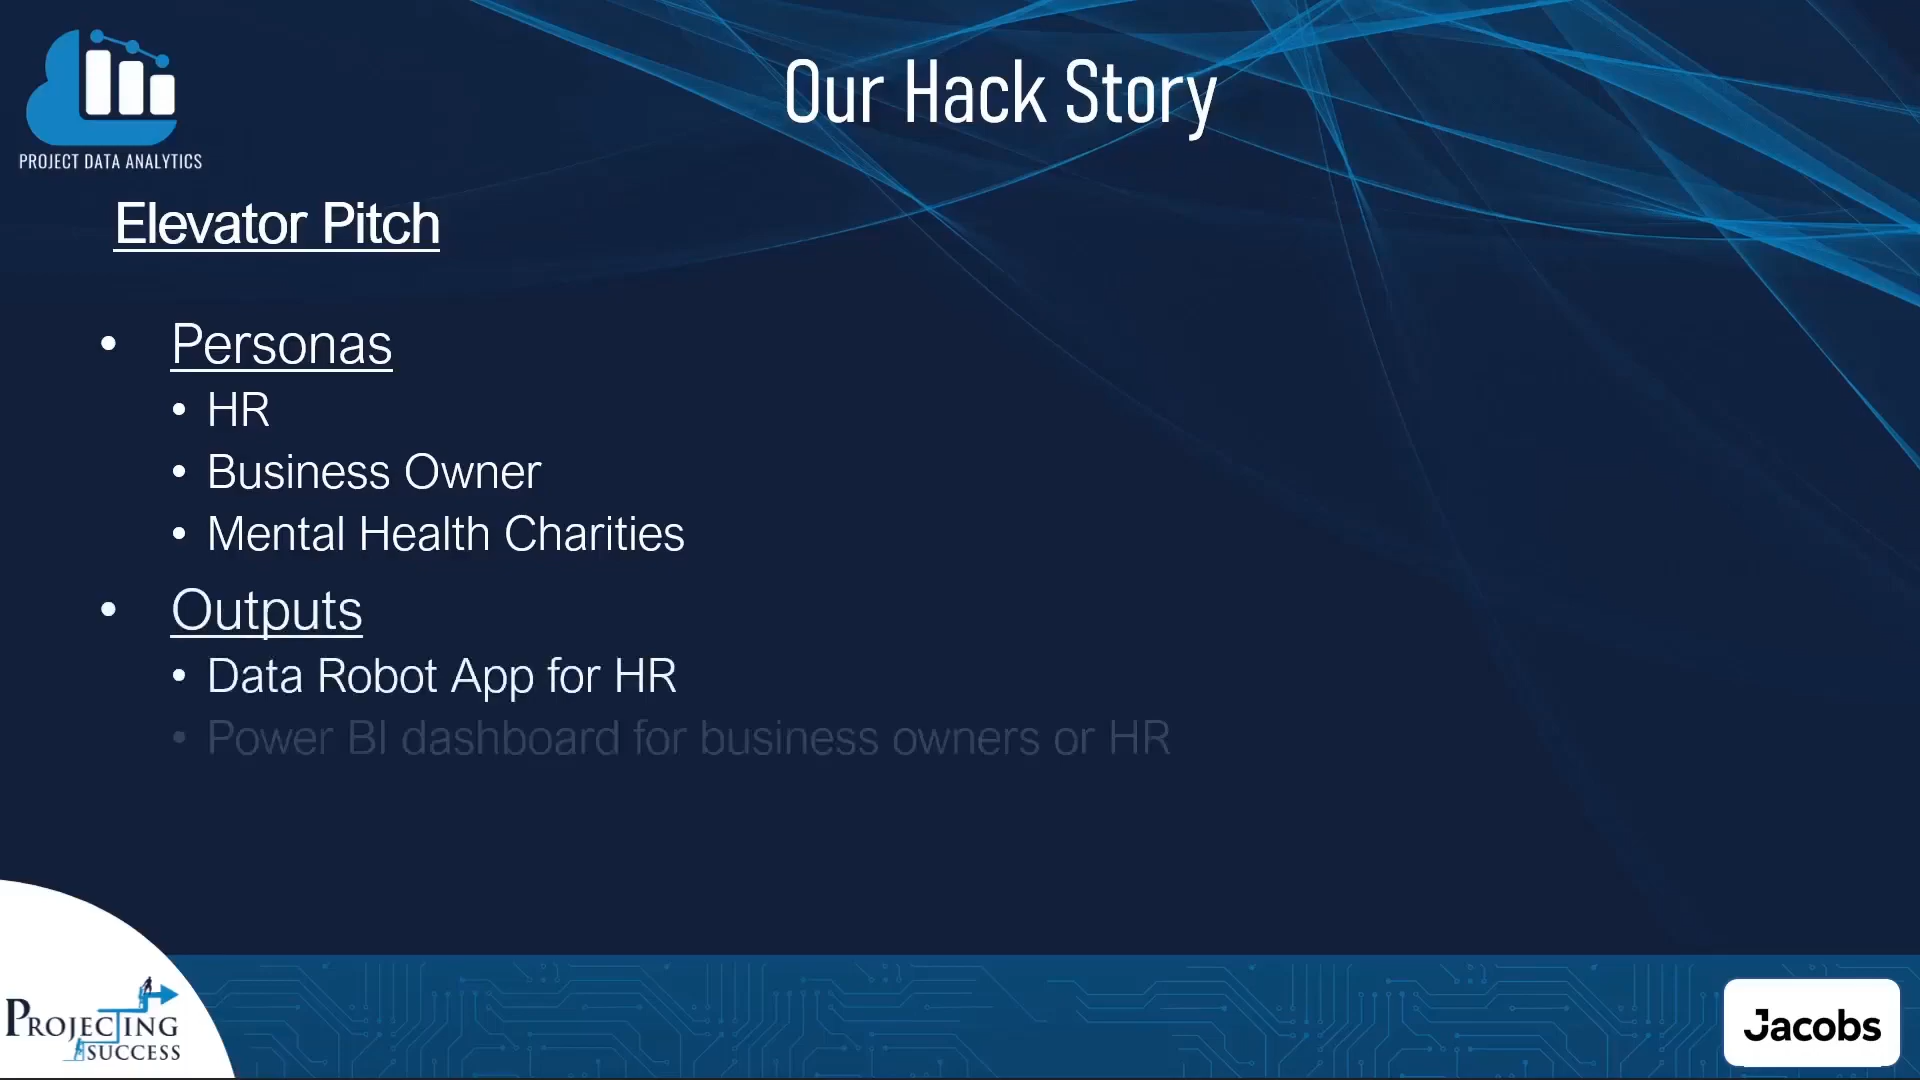 Our Hack Story
PROJECT DATA ANALYTICS
Elevator Pitch
• Personas
• HR
• Business Owner
• Mental Health Charities
• Outputs
• Data Robot App for HR
• Power BI dashboard for business owners or HR
PROJECTING
SUCCESS
Jacobs